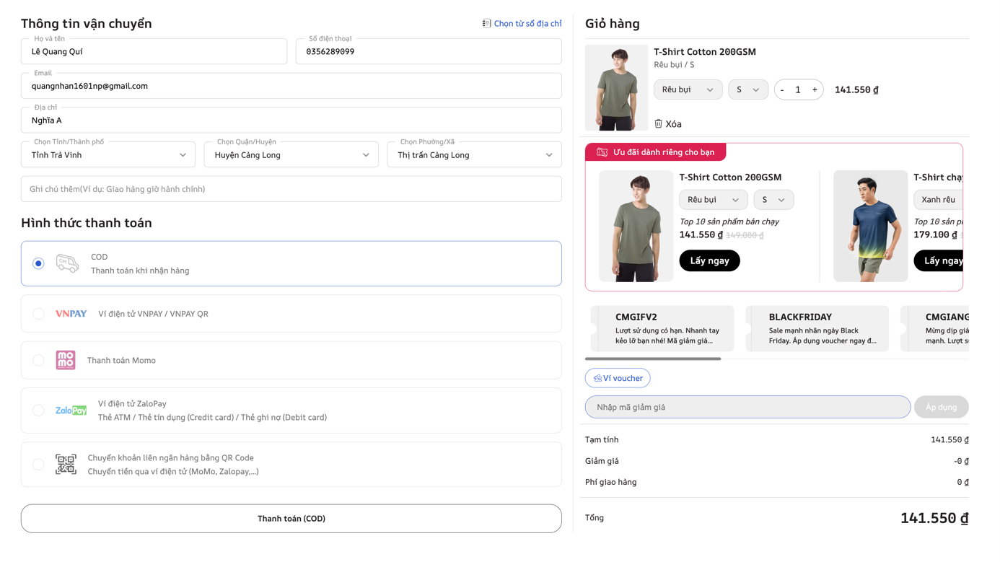 Thông tin vận chuyển
Chọn từ sổ địa chỉ
Họ và tên
Lê Quang Quí
Số điện thoại
0356289099
Email
quangnhan1601np@gmail.com
Địa chỉ
Nghĩa A
Chọn Tỉnh/Thành phố
Tỉnh Trà Vinh
Chọn Quận/Huyện
Huyện Càng Long
Chọn Phường/Xã
Thị trấn Càng Long
Ghi chú thêm(Ví dụ: Giao hàng giờ hành chính)
Hình thức thanh toán
CM
COD
Thanh toán khi nhận hàng
VNPAY
Ví điện tử VNPAY / VNPAY QR
mo
mo
Thanh toán Momo
ZaloPay
Ví điện tử ZaloPay
Thẻ ATM / Thẻ tín dụng (Credit card) / Thẻ ghi nợ (Debit card)
Chuyển khoản liên ngân hàng bằng QR Code
Chuyển tiền qua ví điện tử (MoMo, Zalopay,...)
Thanh toán (COD)
Giỏ hàng
T-Shirt Cotton 200GSM
Rêu bụi / S
Rêu bụi
S
- 1 +
141.550 ₫
Xóa
Ưu đãi dành riêng cho bạn
T-Shirt Cotton 200GSM
Rêu bụi
S
Top 10 sản phẩm bán chạy
141.550 ₫ 149.000 ₫
Lấy ngay
T-Shirt chạ
Xanh rêu
Top 10 sản p
179.100 ₫ 1
Lấy ngay
CMGIFV2
Lượt sử dụng có hạn. Nhanh tay
kẻo lỡ bạn nhé! Mã giảm giá...
BLACKFRIDAY
Sale mạnh nhân ngày Black
Friday. Áp dụng voucher ngay đ...
CMGIANG
Mừng dịp giá
mạnh. Lượt s
Ví voucher
Nhập mã giảm giá
Áp dụng
Tạm tính
141.550 ₫
Giảm giá
-0 ₫
Phí giao hàng
0 ₫
Tổng
141.550 ₫